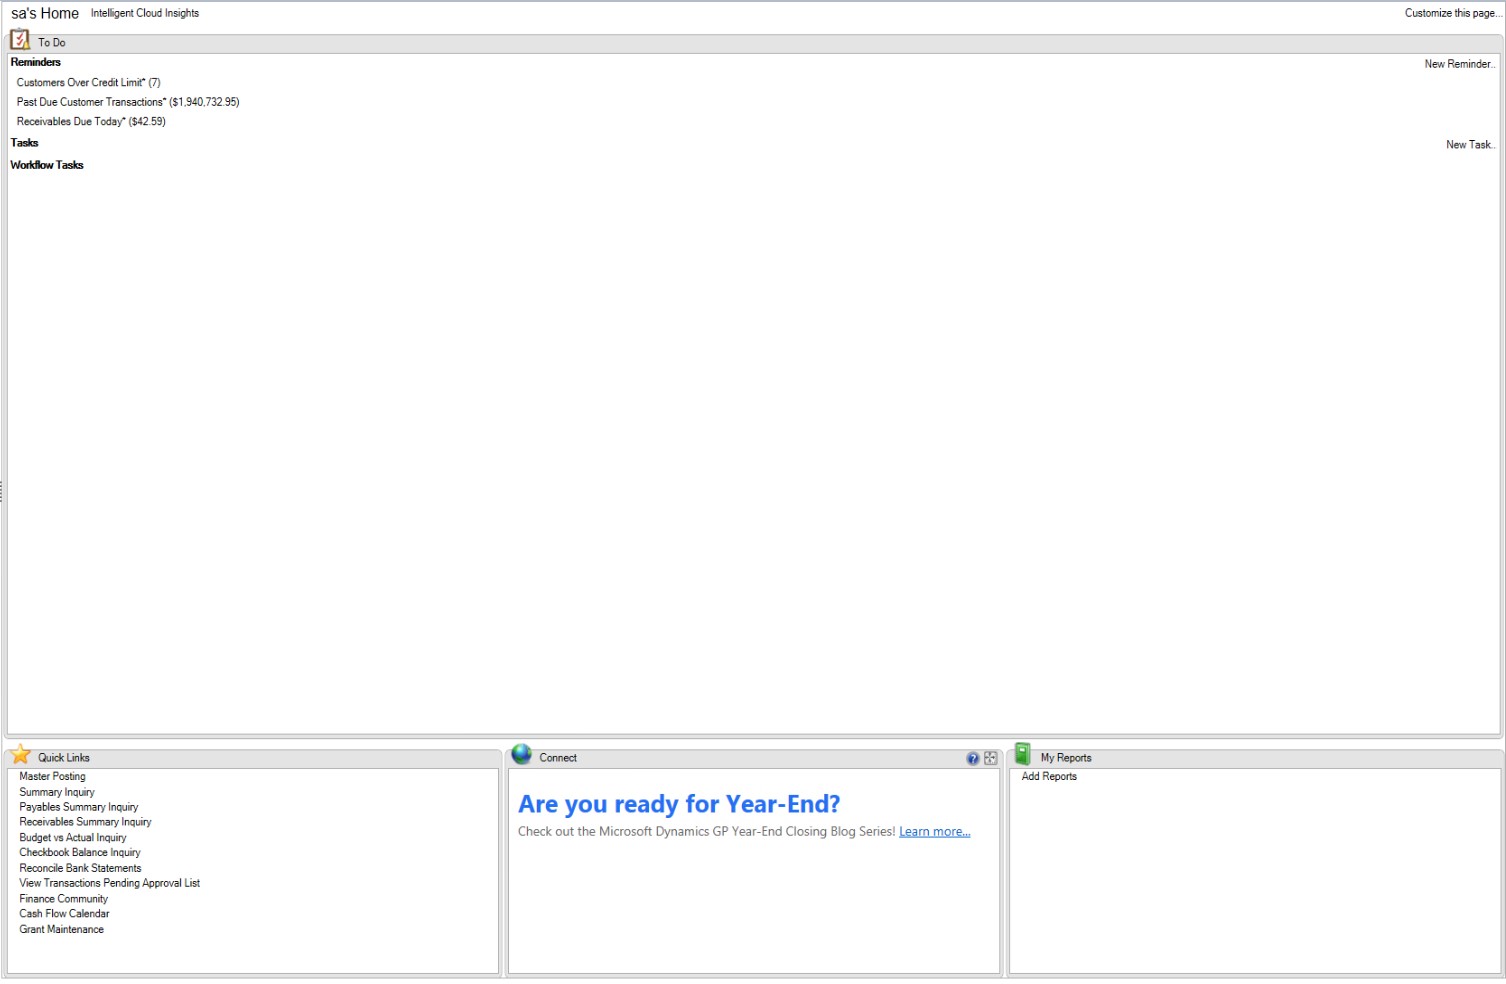 sa's Home Intelligent Cloud Insights Customize this page...
To Do
Reminders New Reminder..
Customers Over Credit Limit* (7)
Past Due Customer Transactions* ($1,940,732.95)
Receivables Due Today* ($42.59)
Tasks New Task..
Workflow Tasks
Quick Links
Master Posting
Summary Inquiry
Payables Summary Inquiry
Receivables Summary Inquiry
Budget vs Actual Inquiry
Checkbook Balance Inquiry
Reconcile Bank Statements
View Transactions Pending Approval List
Finance Community
Cash Flow Calendar
Grant Maintenance
Connect ?
Are you ready for Year-End?
Check out the Microsoft Dynamics GP Year-End Closing Blog Series! Learn more...
My Reports
Add Reports